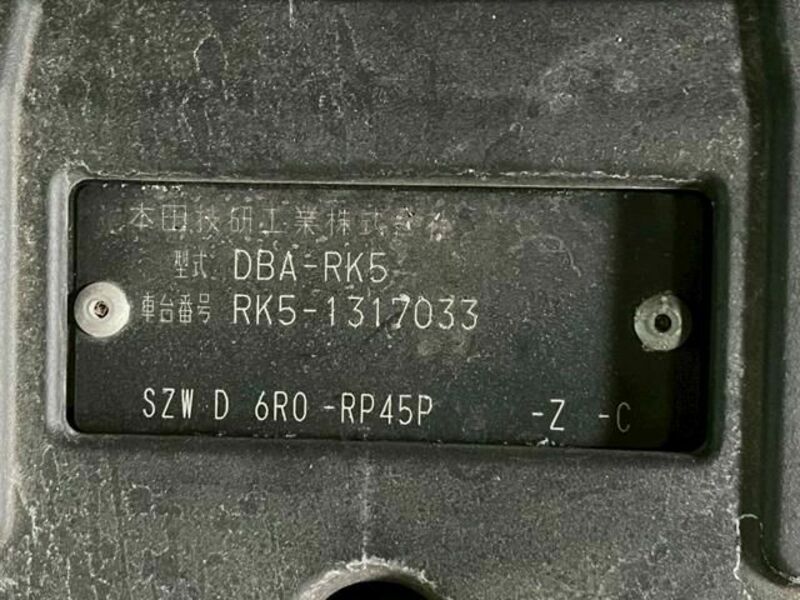 本田技研工業株式会社
型式 DBA-RK5
車台番号 RK5-1317033
SZW D 6R0 -RP45P -Z -C